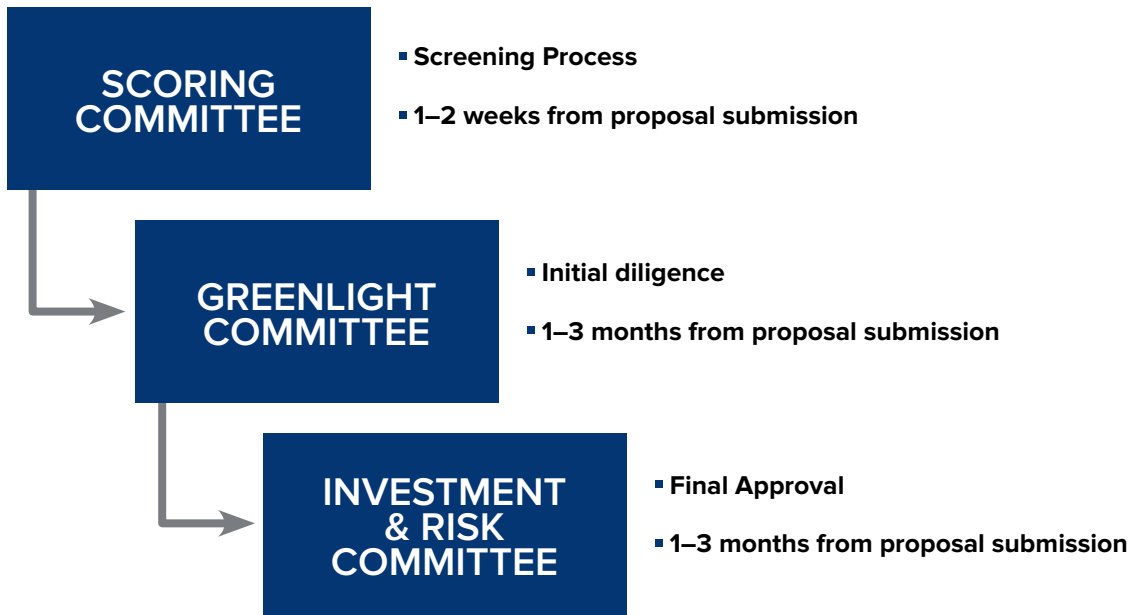 SCORING
COMMITTEE
▪ Screening Process
▪ 1–2 weeks from proposal submission
GREENLIGHT
COMMITTEE
▪ Initial diligence
▪ 1–3 months from proposal submission
INVESTMENT
& RISK
COMMITTEE
▪ Final Approval
▪ 1–3 months from proposal submission